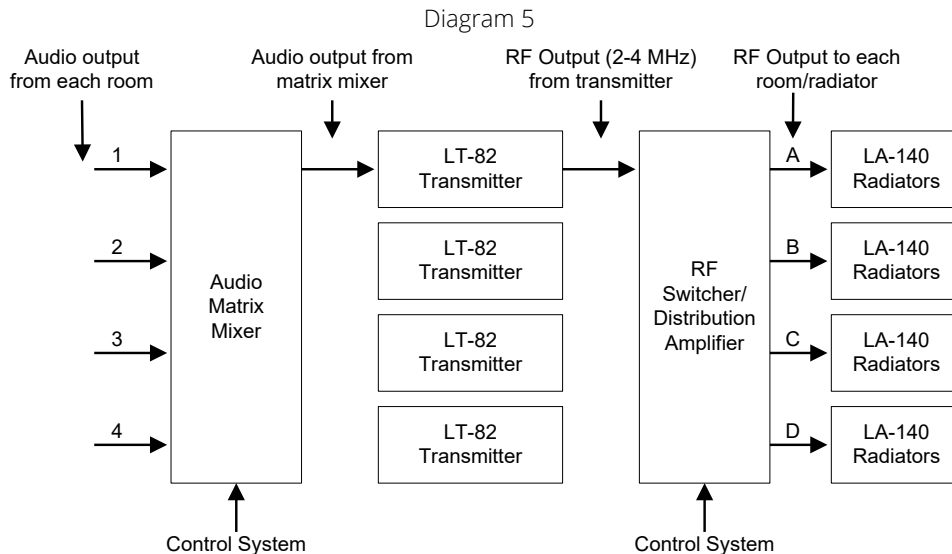 Diagram 5
Audio output
from each room
Audio output from
matrix mixer
RF Output (2-4 MHz)
from transmitter
RF Output to each
room/radiator
1
2
3
4
Audio
Matrix
Mixer
LT-82
Transmitter
LT-82
Transmitter
LT-82
Transmitter
LT-82
Transmitter
RF
Switcher/
Distribution
Amplifier
A
B
C
D
LA-140
Radiators
LA-140
Radiators
LA-140
Radiators
LA-140
Radiators
Control System
Control System